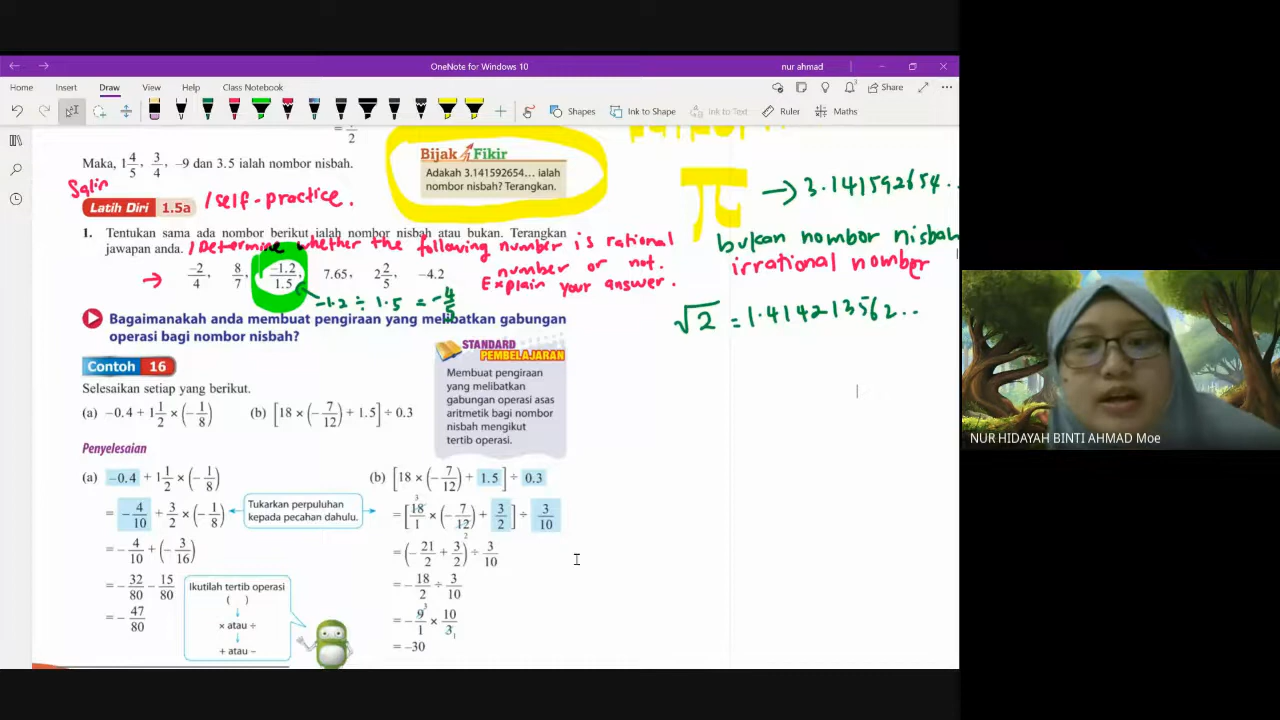 OneNote for Windows 10
nur ahmad
Home Insert Draw View Help Class Notebook
Share
Shapes Ink to Shape Ink to Text Ruler Maths
= 7/2
Maka, 1 4/5, 3/4, −9 dan 3.5 ialah nombor nisbah.
Bijak Fikir
Adakah 3.141592654... ialah
nombor nisbah? Terangkan.
π → 3.141592654..
bukan nombor nisbah
irrational number
√2 = 1.414213562..
Salin
Latih Diri 1.5a /self-practice.
1. Tentukan sama ada nombor berikut ialah nombor nisbah atau bukan. Terangkan
jawapan anda. /Determine whether the following number is rational
number or not.
Explain your answer.
→ −2/4, 8/7, −1.2/1.5, 7.65, 2 2/5, −4.2
−1.2 ÷ 1.5 = −4/5
Bagaimanakah anda membuat pengiraan yang melibatkan gabungan
operasi bagi nombor nisbah?
STANDARD
PEMBELAJARAN
Membuat pengiraan
yang melibatkan
gabungan operasi asas
aritmetik bagi nombor
nisbah mengikut
tertib operasi.
Contoh 16
Selesaikan setiap yang berikut.
(a) −0.4 + 1 1/2 × (−1/8) (b) [18 × (−7/12) + 1.5] ÷ 0.3
Penyelesaian
(a) −0.4 + 1 1/2 × (−1/8)
= −4/10 + 3/2 × (−1/8)
= −4/10 + (−3/16)
= −32/80 − 15/80
= −47/80
Tukarkan perpuluhan
kepada pecahan dahulu.
Ikutilah tertib operasi
( )
↓
× atau ÷
↓
+ atau −
(b) [18 × (−7/12) + 1.5] ÷ 0.3
= [18/1 × (−7/12) + 3/2] ÷ 3/10
= (−21/2 + 3/2) ÷ 3/10
= −18/2 ÷ 3/10
= −9/1 × 10/3
= −30
NUR HIDAYAH BINTI AHMAD Moe